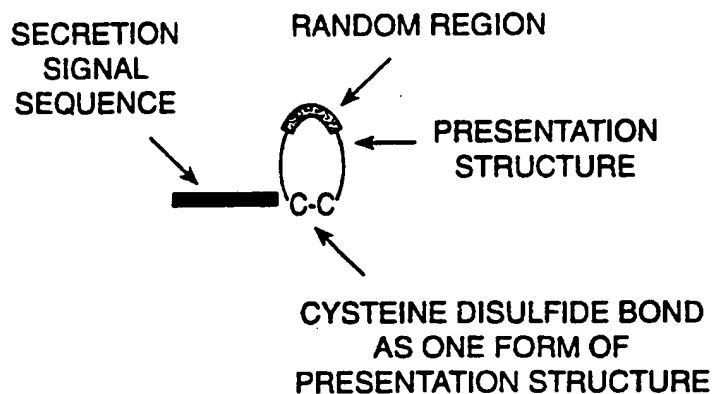 SECRETION
SIGNAL
SEQUENCE
RANDOM REGION
PRESENTATION
STRUCTURE
C-C
CYSTEINE DISULFIDE BOND
AS ONE FORM OF
PRESENTATION STRUCTURE